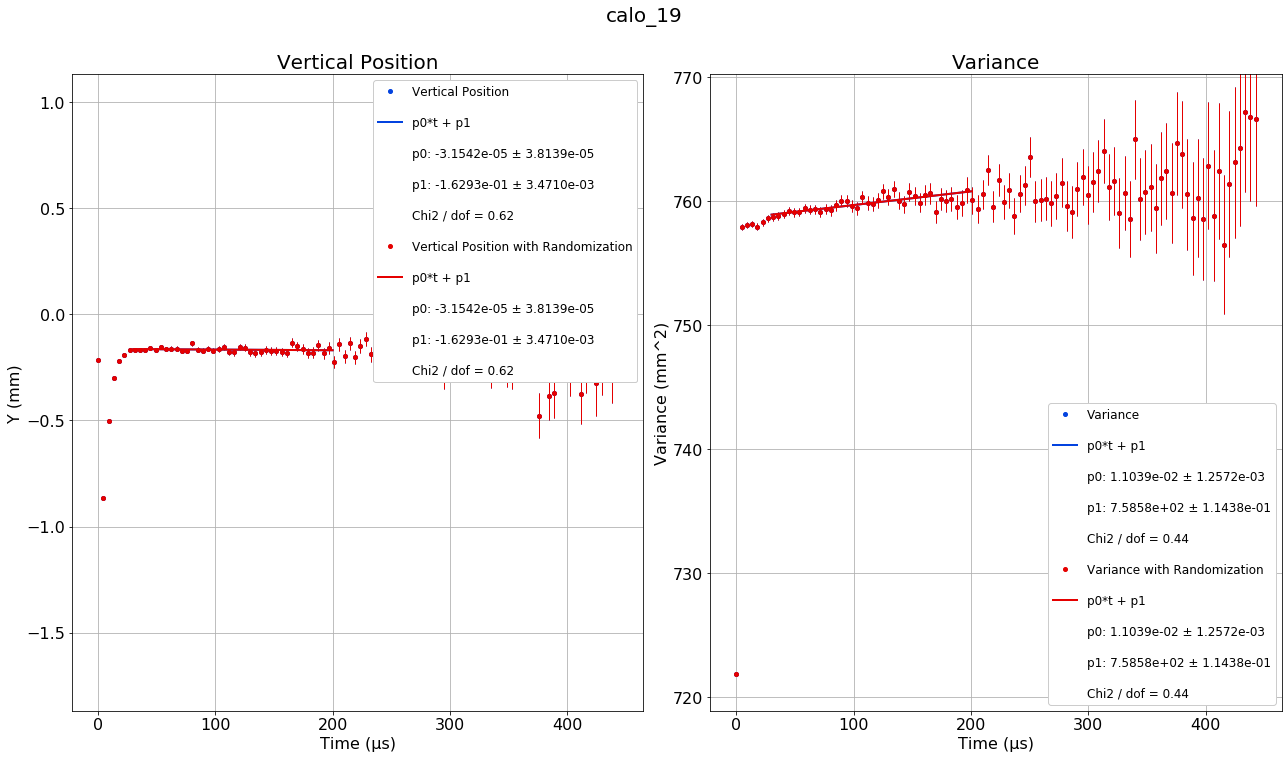 calo_19
Vertical Position
1.0
0.5
0.0
−0.5
−1.0
−1.5
Y (mm)
0
100
200
300
400
Time (μs)
Vertical Position
p0*t + p1
p0: -3.1542e-05 ± 3.8139e-05
p1: -1.6293e-01 ± 3.4710e-03
Chi2 / dof = 0.62
Vertical Position with Randomization
p0*t + p1
p0: -3.1542e-05 ± 3.8139e-05
p1: -1.6293e-01 ± 3.4710e-03
Chi2 / dof = 0.62
Variance
770
760
750
740
730
720
Variance (mm^2)
0
100
200
300
400
Time (μs)
Variance
p0*t + p1
p0: 1.1039e-02 ± 1.2572e-03
p1: 7.5858e+02 ± 1.1438e-01
Chi2 / dof = 0.44
Variance with Randomization
p0*t + p1
p0: 1.1039e-02 ± 1.2572e-03
p1: 7.5858e+02 ± 1.1438e-01
Chi2 / dof = 0.44